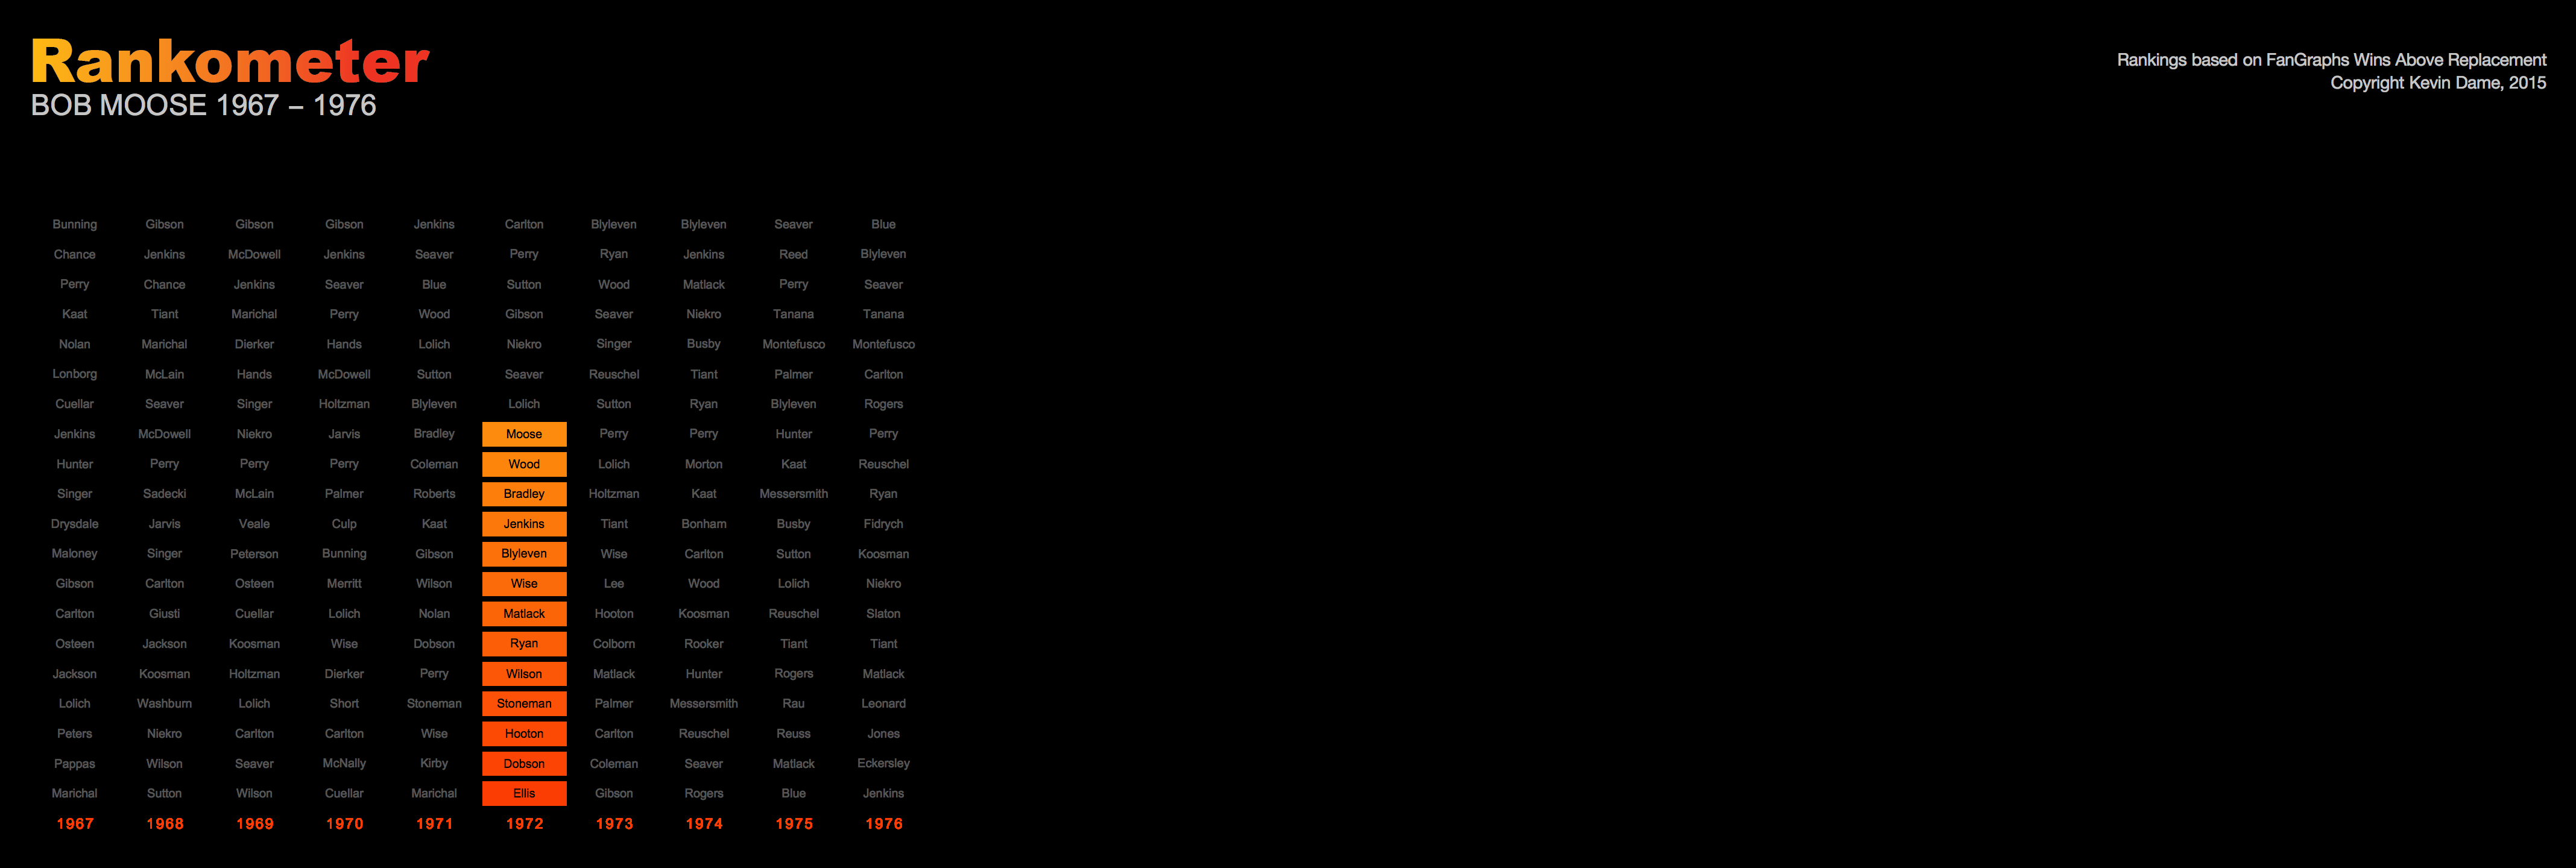 Rankometer
BOB MOOSE 1967 – 1976
Rankings based on FanGraphs Wins Above Replacement
Copyright Kevin Dame, 2015
Bunning Gibson Gibson Gibson Jenkins Carlton Blyleven Blyleven Seaver Blue
Chance Jenkins McDowell Jenkins Seaver Perry Ryan Jenkins Reed Blyleven
Perry Chance Jenkins Seaver Blue Sutton Wood Matlack Perry Seaver
Kaat Tiant Marichal Perry Wood Gibson Seaver Niekro Tanana Tanana
Nolan Marichal Dierker Hands Lolich Niekro Singer Busby Montefusco Montefusco
Lonborg McLain Hands McDowell Sutton Seaver Reuschel Tiant Palmer Carlton
Cuellar Seaver Singer Holtzman Blyleven Lolich Sutton Ryan Blyleven Rogers
Jenkins McDowell Niekro Jarvis Bradley Moose Perry Perry Hunter Perry
Hunter Perry Perry Perry Coleman Wood Lolich Morton Kaat Reuschel
Singer Sadecki McLain Palmer Roberts Bradley Holtzman Kaat Messersmith Ryan
Drysdale Jarvis Veale Culp Kaat Jenkins Tiant Bonham Busby Fidrych
Maloney Singer Peterson Bunning Gibson Blyleven Wise Carlton Sutton Koosman
Gibson Carlton Osteen Merritt Wilson Wise Lee Wood Lolich Niekro
Carlton Giusti Cuellar Lolich Nolan Matlack Hooton Koosman Reuschel Slaton
Osteen Jackson Koosman Wise Dobson Ryan Colborn Rooker Tiant Tiant
Jackson Koosman Holtzman Dierker Perry Wilson Matlack Hunter Rogers Matlack
Lolich Washburn Lolich Short Stoneman Stoneman Palmer Messersmith Rau Leonard
Peters Niekro Carlton Carlton Wise Hooton Carlton Reuschel Reuss Jones
Pappas Wilson Seaver McNally Kirby Dobson Coleman Seaver Matlack Eckersley
Marichal Sutton Wilson Cuellar Marichal Ellis Gibson Rogers Blue Jenkins
1967 1968 1969 1970 1971 1972 1973 1974 1975 1976